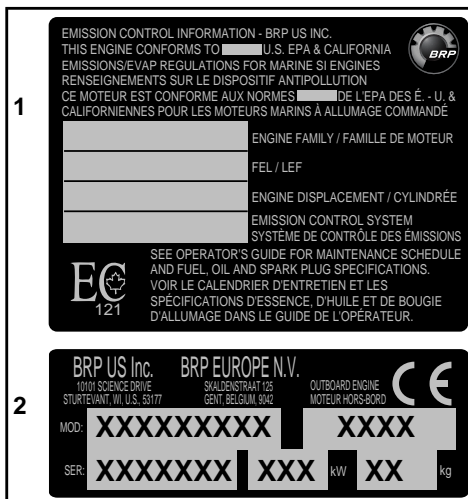 1
EMISSION CONTROL INFORMATION - BRP US INC.
THIS ENGINE CONFORMS TO U.S. EPA & CALIFORNIA
EMISSIONS/EVAP REGULATIONS FOR MARINE SI ENGINES
RENSEIGNEMENTS SUR LE DISPOSITIF ANTIPOLLUTION
CE MOTEUR EST CONFORME AUX NORMES DE L'EPA DES É. - U. &
CALIFORNIENNES POUR LES MOTEURS MARINS À ALLUMAGE COMMANDÉ
BRP
ENGINE FAMILY / FAMILLE DE MOTEUR
FEL / LEF
ENGINE DISPLACEMENT / CYLINDRÉE
EMISSION CONTROL SYSTEM
SYSTÈME DE CONTRÔLE DES ÉMISSIONS
EC
121
SEE OPERATOR'S GUIDE FOR MAINTENANCE SCHEDULE
AND FUEL, OIL AND SPARK PLUG SPECIFICATIONS.
VOIR LE CALENDRIER D'ENTRETIEN ET LES
SPÉCIFICATIONS D'ESSENCE, D'HUILE ET DE BOUGIE
D'ALLUMAGE DANS LE GUIDE DE L'OPÉRATEUR.
2
BRP US Inc.
10101 SCIENCE DRIVE
STURTEVANT, WI, U.S., 53177
BRP EUROPE N.V.
SKALDENSTRAAT 125
GENT, BELGIUM, 9042
OUTBOARD ENGINE
MOTEUR HORS-BORD
CE
MOD: XXXXXXXXX XXXX
SER: XXXXXXX XXX kW XX kg